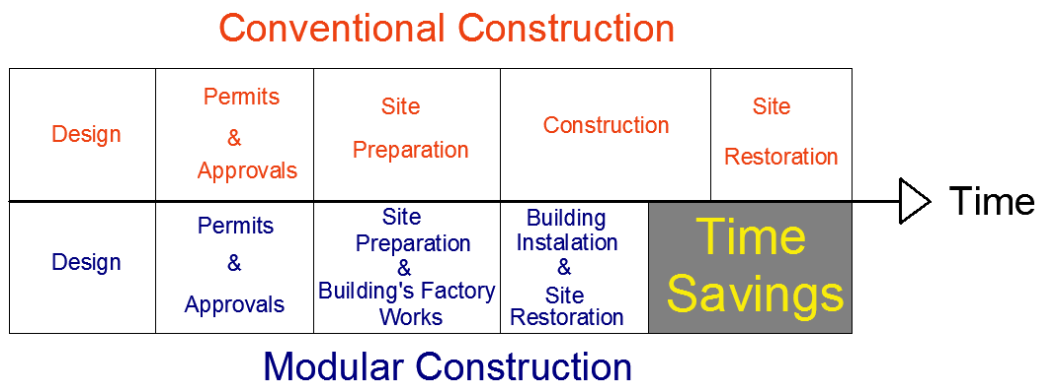 Conventional Construction
Design
Permits
&
Approvals
Site
Preparation
Construction
Site
Restoration
Time
Design
Permits
&
Approvals
Site
Preparation
&
Building's Factory
Works
Building
Instalation
&
Site
Restoration
Time
Savings
Modular Construction